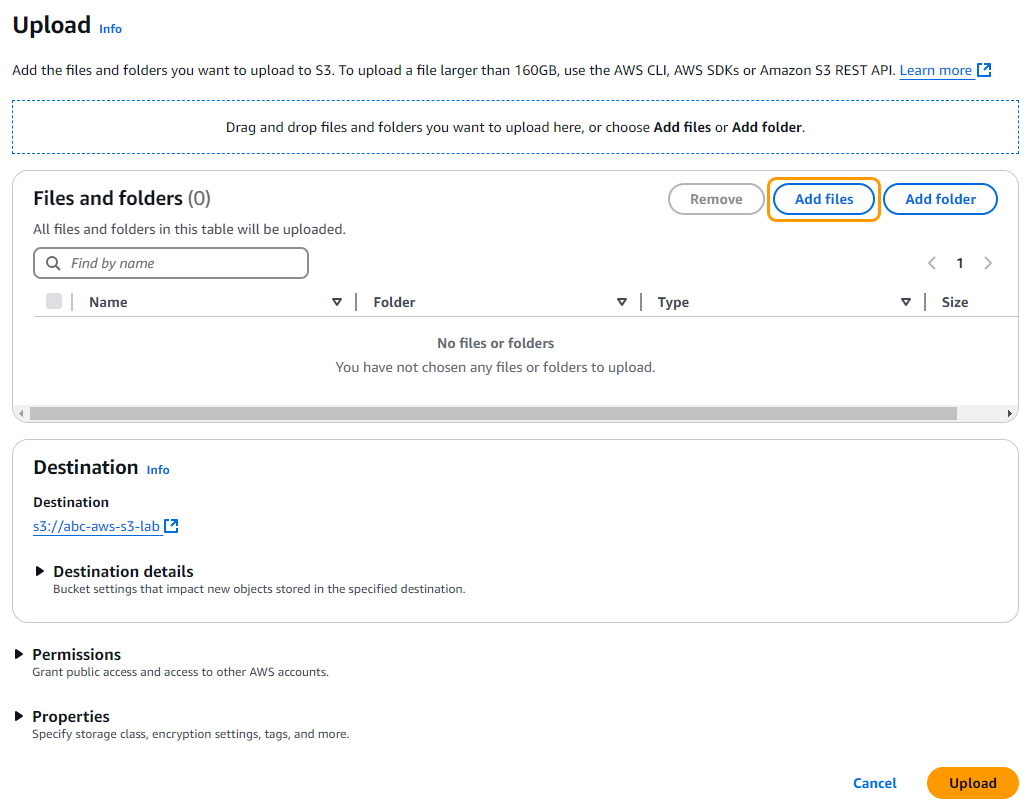 Upload Info
Add the files and folders you want to upload to S3. To upload a file larger than 160GB, use the AWS CLI, AWS SDKs or Amazon S3 REST API. Learn more
Drag and drop files and folders you want to upload here, or choose Add files or Add folder.
Files and folders (0)
Remove Add files Add folder
All files and folders in this table will be uploaded.
Find by name
1
Name Folder Type Size
No files or folders
You have not chosen any files or folders to upload.
Destination Info
Destination
s3://abc-aws-s3-lab
Destination details
Bucket settings that impact new objects stored in the specified destination.
Permissions
Grant public access and access to other AWS accounts.
Properties
Specify storage class, encryption settings, tags, and more.
Cancel Upload